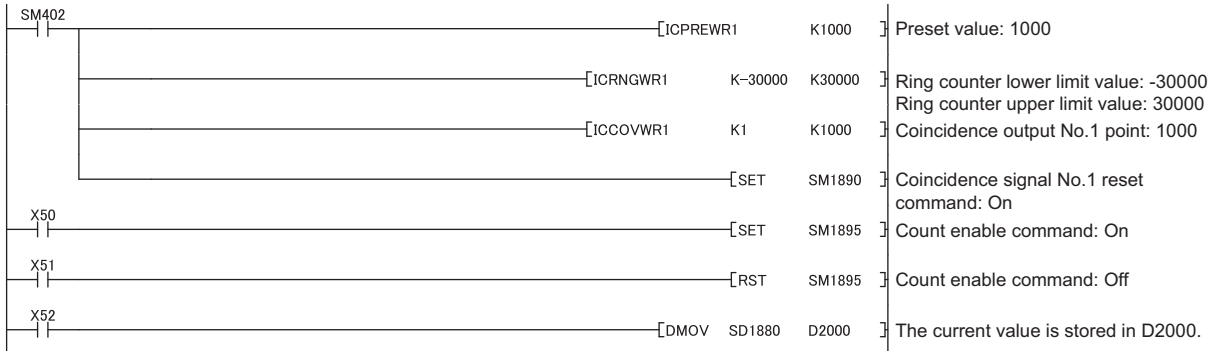 SM402
[ICPREWR1 K1000 ] Preset value: 1000
[ICRNGWR1 K-30000 K30000 ] Ring counter lower limit value: -30000
Ring counter upper limit value: 30000
[ICCOVWR1 K1 K1000 ] Coincidence output No.1 point: 1000
[SET SM1890 ] Coincidence signal No.1 reset
command: On
X50
[SET SM1895 ] Count enable command: On
X51
[RST SM1895 ] Count enable command: Off
X52
[DMOV SD1880 D2000 ] The current value is stored in D2000.